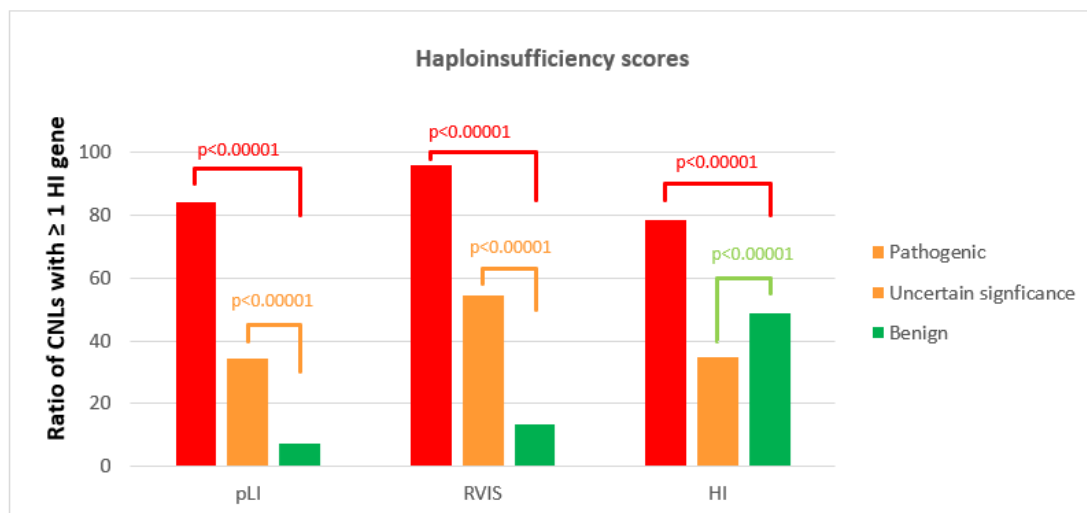 Haploinsufficiency scores
Ratio of CNLs with ≥ 1 HI gene
100
80
60
40
20
0
p<0.00001
p<0.00001
p<0.00001
p<0.00001
p<0.00001
p<0.00001
pLI
RVIS
HI
Pathogenic
Uncertain signficance
Benign